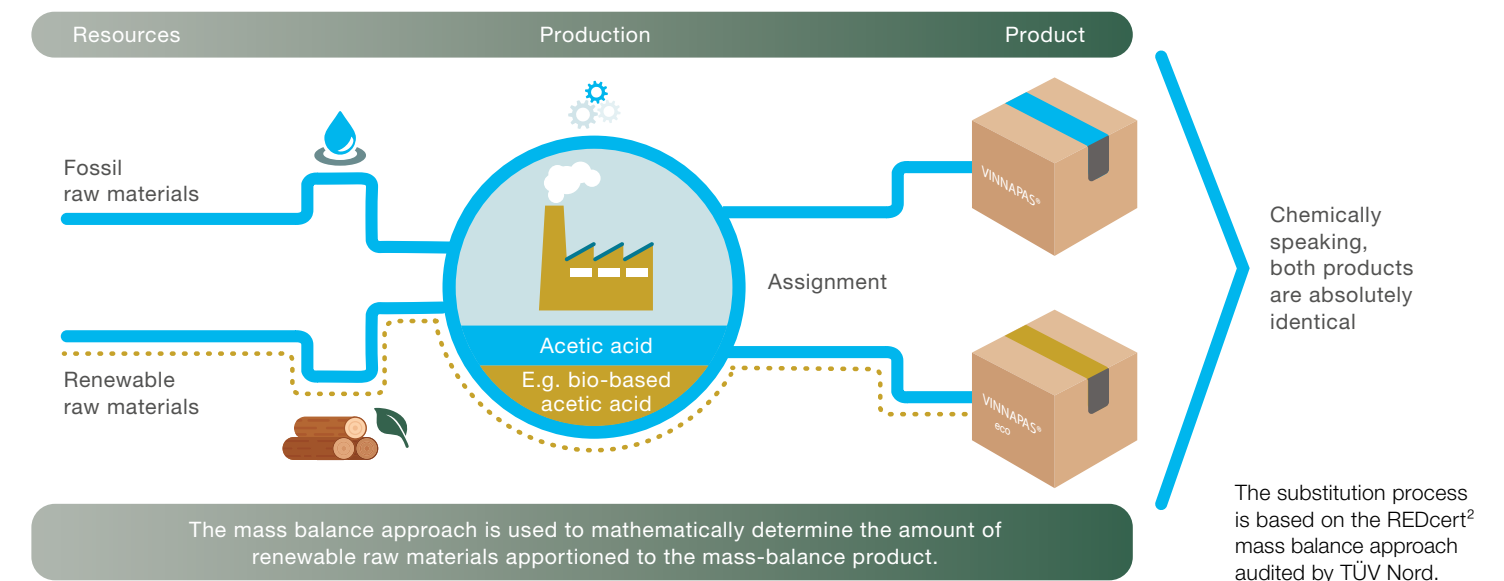 Resources
Production
Product
Fossil
raw materials
VINNAPAS®
Assignment
Chemically
speaking,
both products
are absolutely
identical
Acetic acid
E.g. bio-based
acetic acid
Renewable
raw materials
VINNAPAS®
eco
The mass balance approach is used to mathematically determine the amount of
renewable raw materials apportioned to the mass-balance product.
The substitution process
is based on the REDcert²
mass balance approach
audited by TÜV Nord.